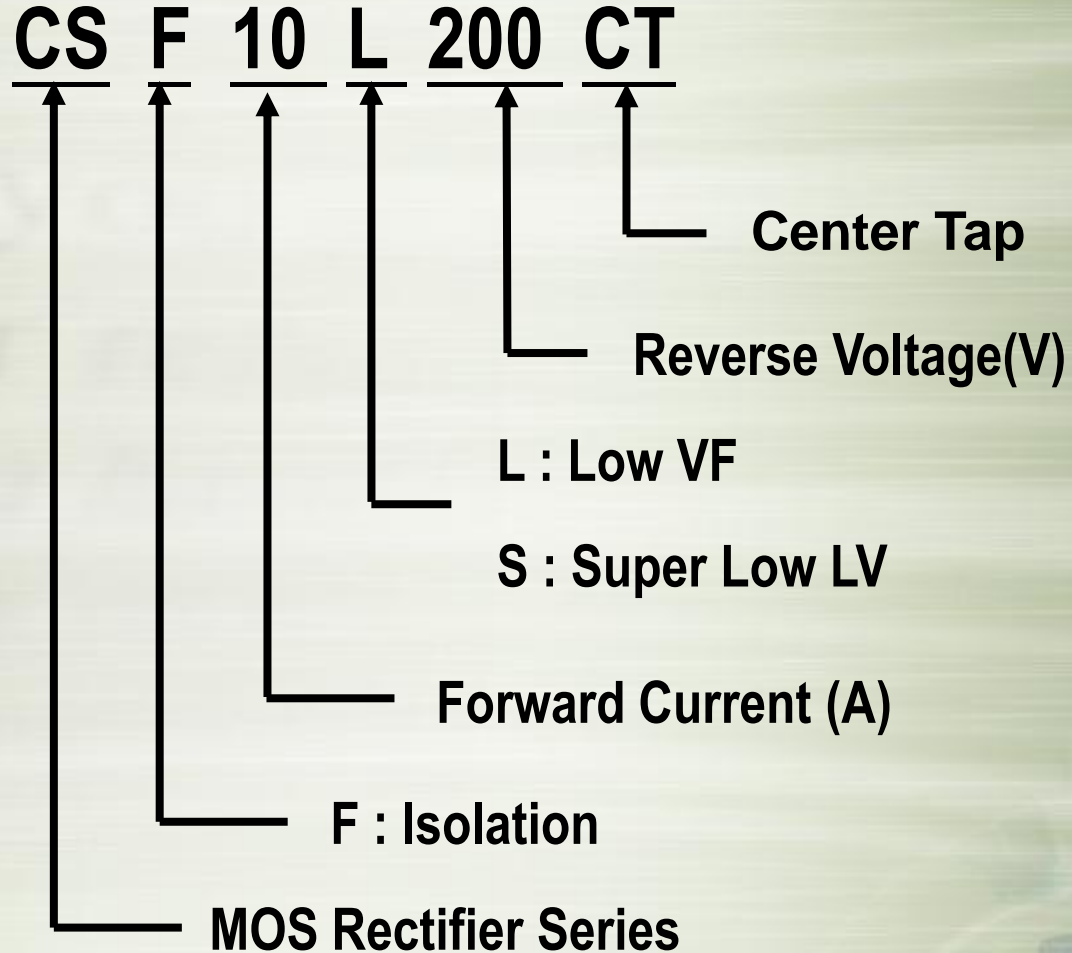 CS F 10 L 200 CT
Center Tap
Reverse Voltage(V)
L : Low VF
S : Super Low LV
Forward Current (A)
F : Isolation
MOS Rectifier Series